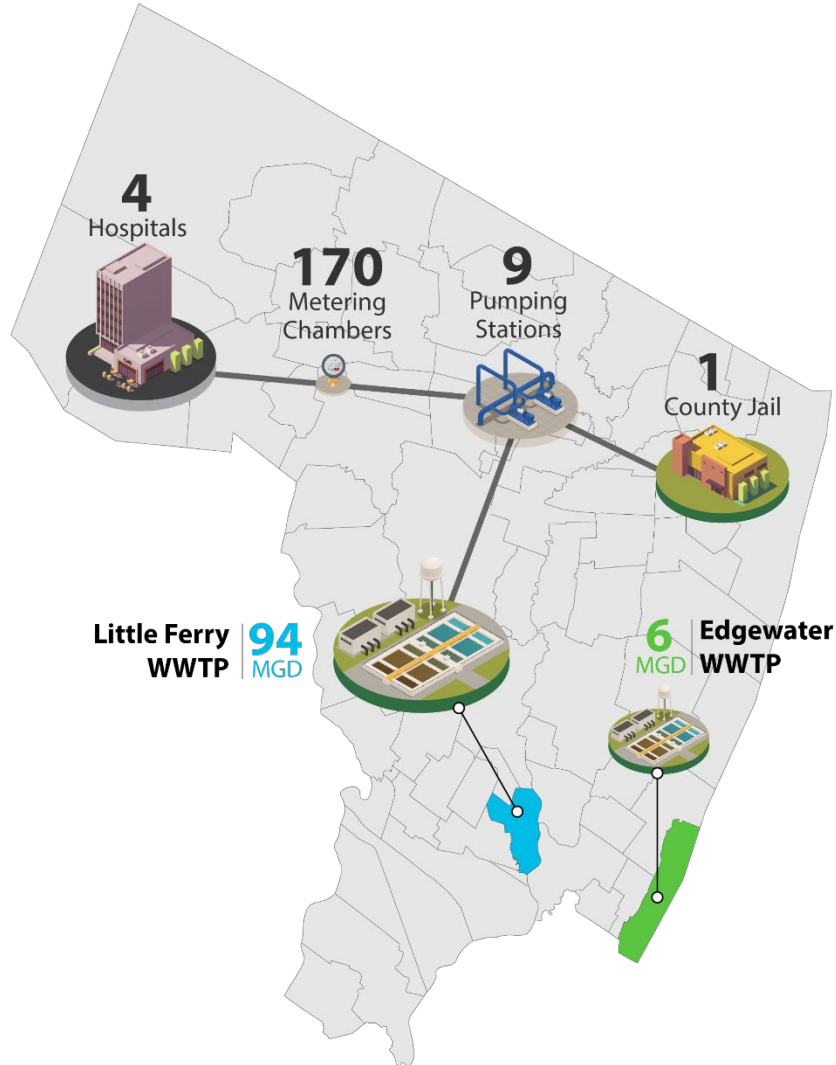 4
Hospitals
170
Metering
Chambers
9
Pumping
Stations
1
County Jail
Little Ferry
WWTP
94
MGD
6
MGD
Edgewater
WWTP